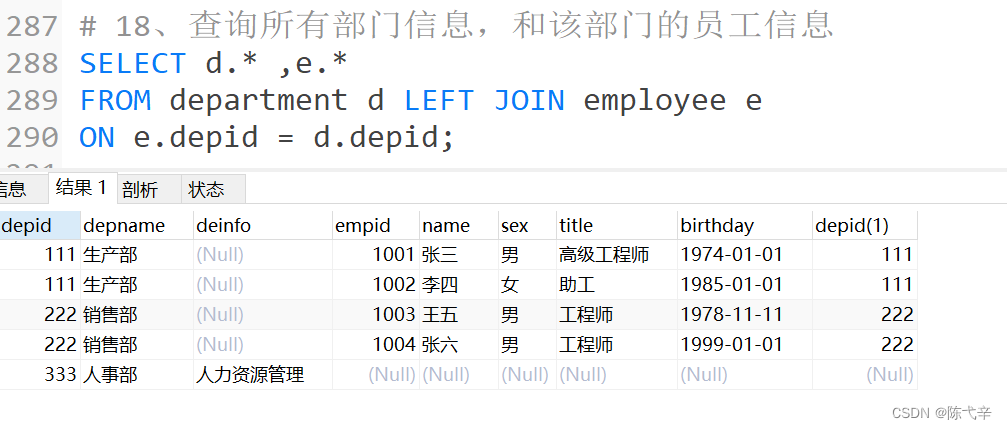 287 # 18、查询所有部门信息，和该部门的员工信息
288 SELECT d.* ,e.*
289 FROM department d LEFT JOIN employee e
290 ON e.depid = d.depid;
信息 结果 1 剖析 状态
depid depname deinfo empid name sex title birthday depid(1)
111 生产部 (Null) 1001 张三 男 高级工程师 1974-01-01 111
111 生产部 (Null) 1002 李四 女 助工 1985-01-01 111
222 销售部 (Null) 1003 王五 男 工程师 1978-11-11 222
222 销售部 (Null) 1004 张六 男 工程师 1999-01-01 222
333 人事部 人力资源管理 (Null) (Null) (Null) (Null) (Null) (Null)
CSDN @陈弋辛